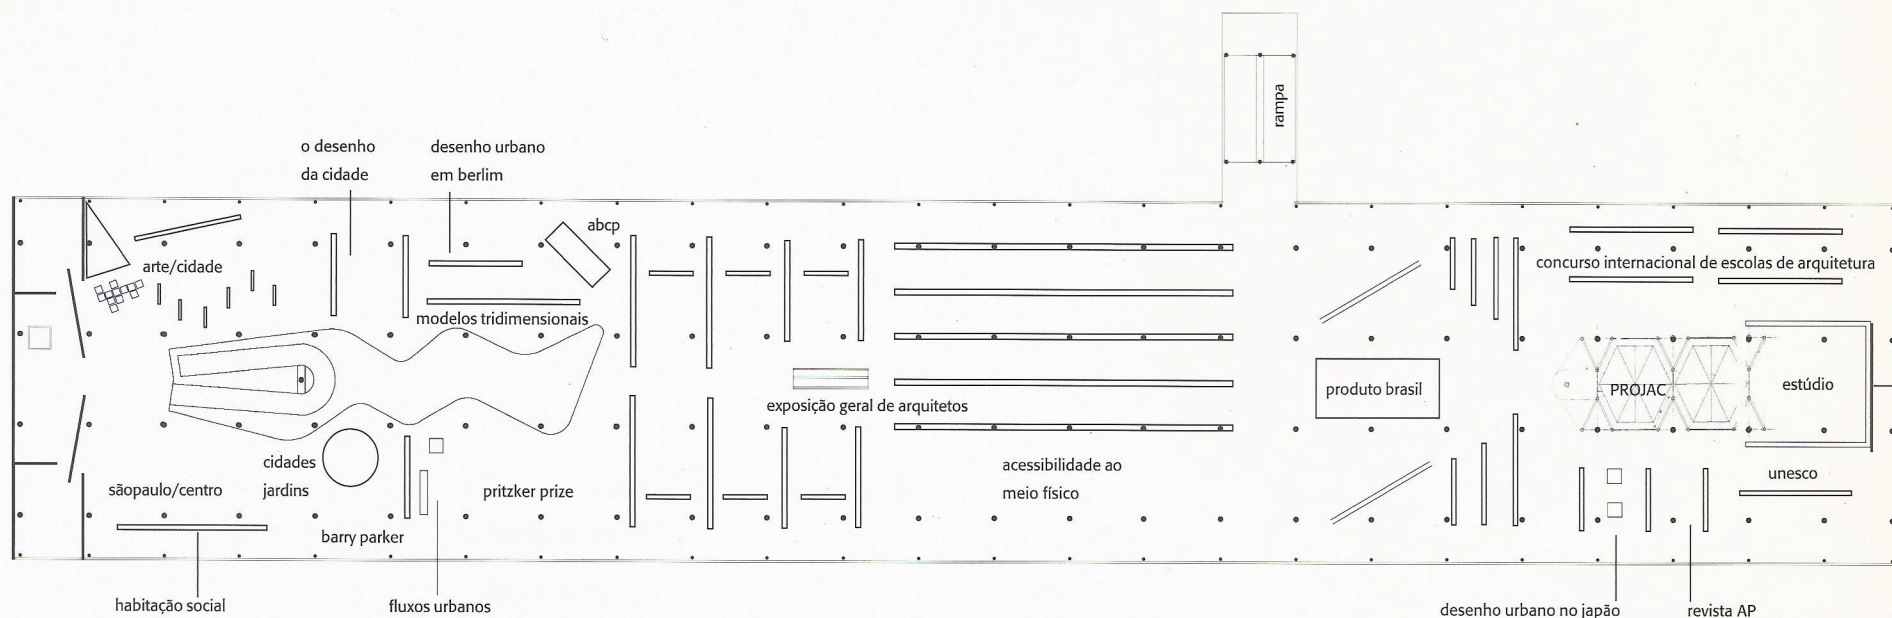 rampa
o desenho
da cidade
desenho urbano
em berlim
abcp
arte/cidade
modelos tridimensionais
concurso internacional de escolas de arquitetura
produto brasil
PROJAC
estúdio
exposição geral de arquitetos
cidades
jardins
sãopaulo/centro
pritzker prize
acessibilidade ao
meio físico
unesco
barry parker
habitação social
fluxos urbanos
desenho urbano no japão
revista AP